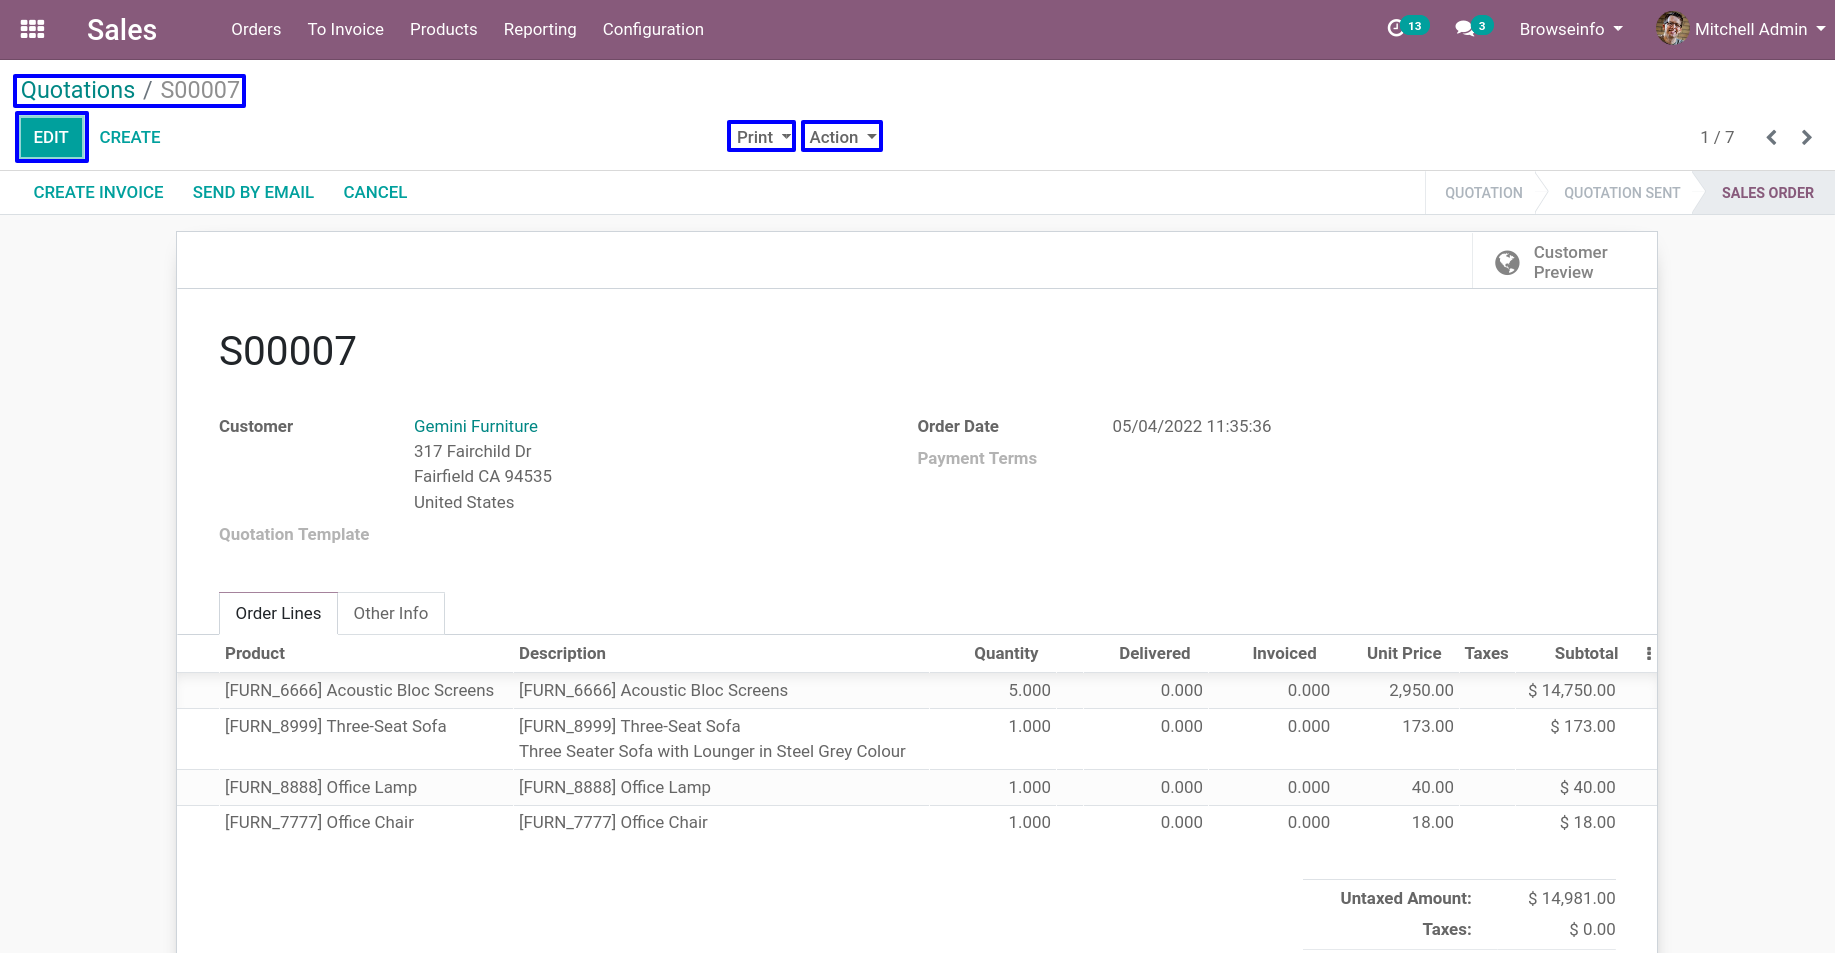 Sales Orders To Invoice Products Reporting Configuration 13 3 Browseinfo Mitchell Admin
Quotations / S00007
EDIT CREATE Print Action 1 / 7
CREATE INVOICE SEND BY EMAIL CANCEL QUOTATION QUOTATION SENT SALES ORDER
Customer
Preview
S00007
Customer Gemini Furniture Order Date 05/04/2022 11:35:36
317 Fairchild Dr
Payment Terms
Fairfield CA 94535
United States
Quotation Template
Order Lines Other Info
Product Description Quantity Delivered Invoiced Unit Price Taxes Subtotal
[FURN_6666] Acoustic Bloc Screens [FURN_6666] Acoustic Bloc Screens 5.000 0.000 0.000 2,950.00 $ 14,750.00
[FURN_8999] Three-Seat Sofa [FURN_8999] Three-Seat Sofa 1.000 0.000 0.000 173.00 $ 173.00
Three Seater Sofa with Lounger in Steel Grey Colour
[FURN_8888] Office Lamp [FURN_8888] Office Lamp 1.000 0.000 0.000 40.00 $ 40.00
[FURN_7777] Office Chair [FURN_7777] Office Chair 1.000 0.000 0.000 18.00 $ 18.00
Untaxed Amount: $ 14,981.00
Taxes: $ 0.00